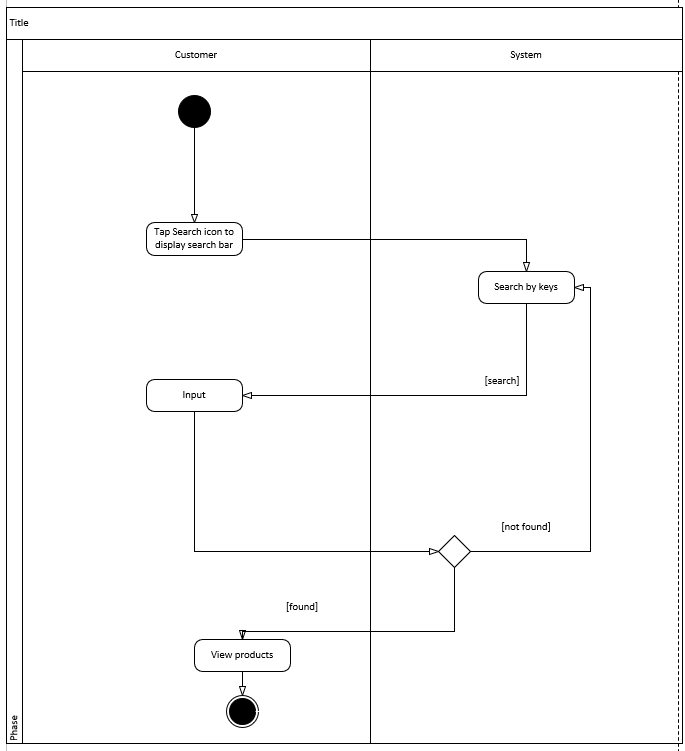 Title
Customer
System
Tap Search icon to
display search bar
Search by keys
[search]
Input
[not found]
[found]
View products
Phase